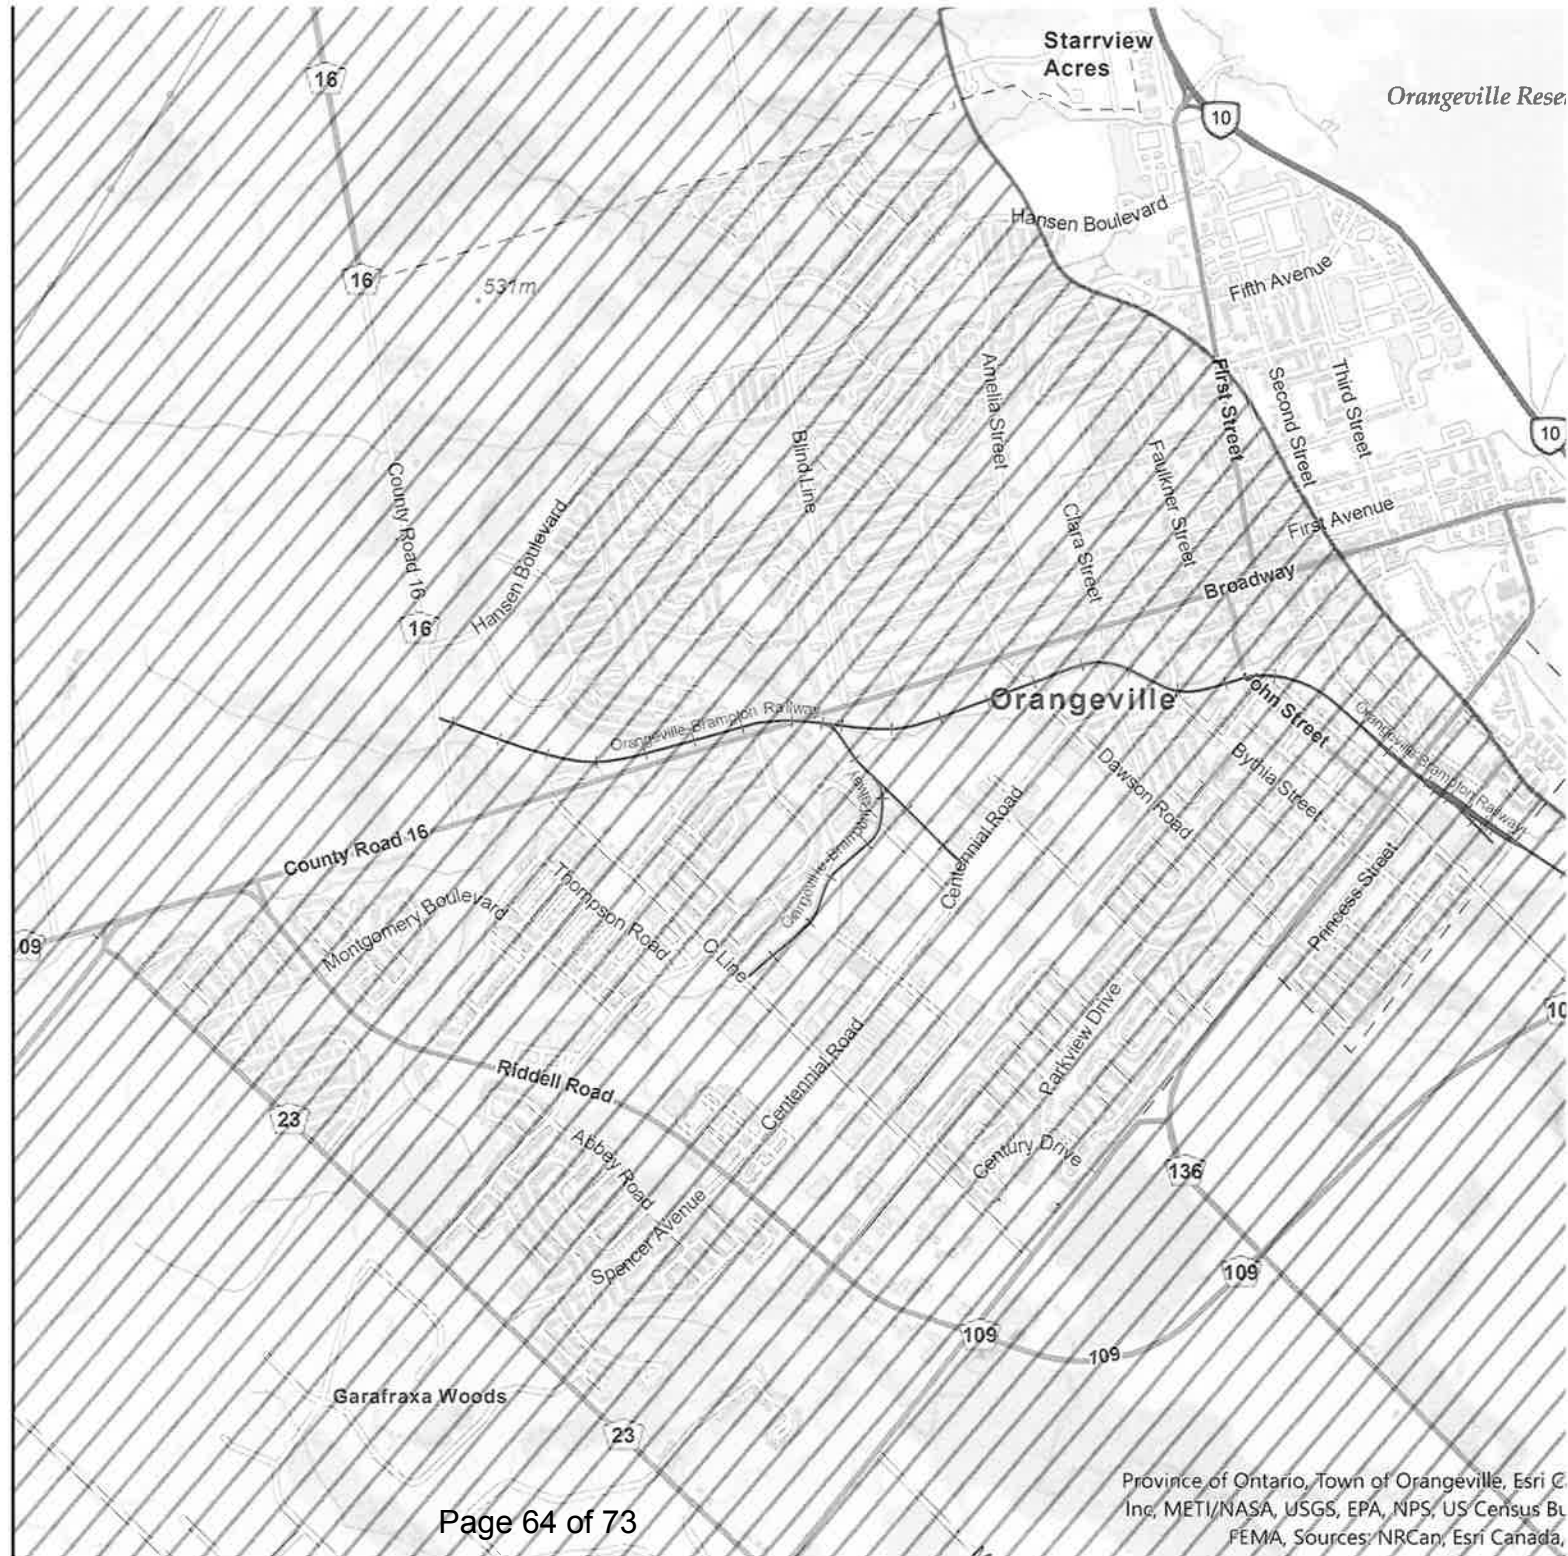 Starrview
Acres
16
10
Orangeville Reser
Hansen Boulevard
16
531m
Fifth Avenue
First Street
Second Street
Third Street
10
Amelia Street
Blind Line
Faulkner Street
County Road 16
Hansen Boulevard
Clara Street
First Avenue
Broadway
16
Orangeville
Orangeville-Brampton Railway
John Street
Orangeville-Brampton Railway
Dawson Road
Bythia Street
Centennial Road
Orangeville-Brampton Railway
County Road 16
Princess Street
Thompson Road
Montgomery Boulevard
C Line
09
10
Parkview Drive
Centennial Road
Riddell Road
23
Abbey Road
Century Drive
136
Spencer Avenue
109
109
109
Garafraxa Woods
23
Province of Ontario, Town of Orangeville, Esri C
Inc, METI/NASA, USGS, EPA, NPS, US Census Bu
FEMA, Sources: NRCan, Esri Canada,
Page 64 of 73